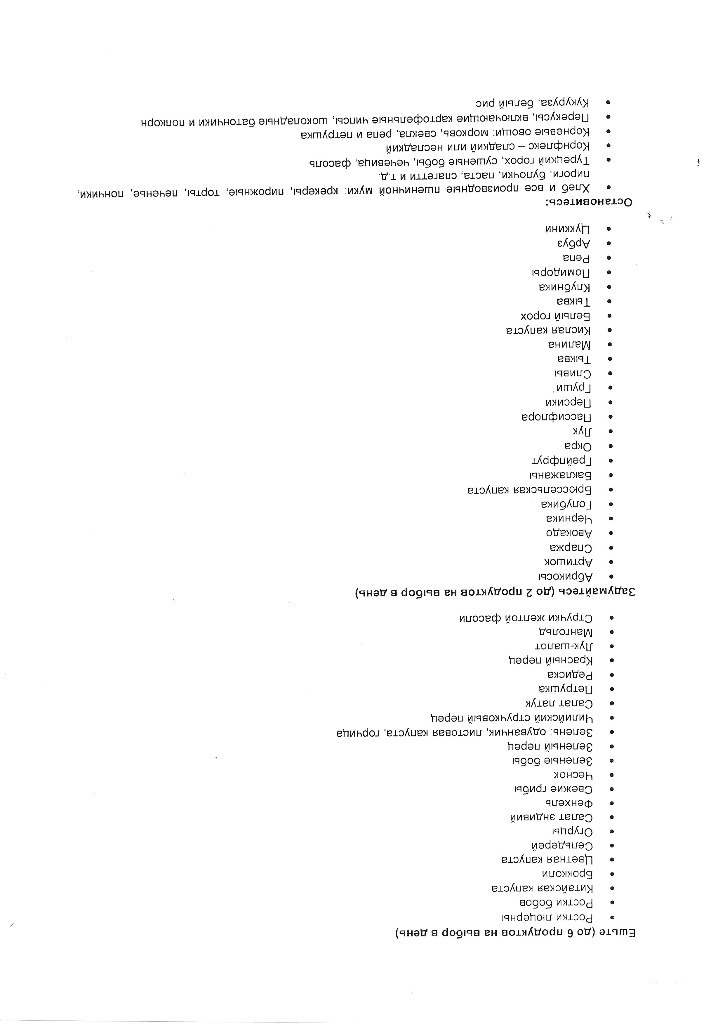 Ешьте (до 6 продуктов на выбор в день)
• Ростки люцерны
• Ростки бобов
• Китайская капуста
• Брокколи
• Цветная капуста
• Сельдерей
• Огурцы
• Салат эндивий
• Фенхель
• Свежие грибы
• Чеснок
• Зеленые бобы
• Зеленый перец
• Зелень: одуванчик, листовая капуста, горчица
• Чилийский стручковый перец
• Салат латук
• Петрушка
• Редиска
• Красный перец
• Лук-шалот
• Мангольд
• Стручки желтой фасоли
Задумайтесь (до 2 продуктов на выбор в день)
• Абрикосы
• Артишок
• Спаржа
• Авокадо
• Черника
• Голубика
• Брюссельская капуста
• Баклажаны
• Грейпфрут
• Окра
• Лук
• Пассифлора
• Персики
• Груши
• Сливы
• Тыква
• Малина
• Кислая капуста
• Белый горох
• Тыква
• Клубника
• Помидоры
• Репа
• Арбуз
• Цуккини
Остановитесь:
• Хлеб и все производные пшеничной муки: крекеры, пирожные, торты, печенье, пончики,
пироги, булочки, паста, спагетти и т.д.
• Турецкий горох, сушеные бобы, чечевица, фасоль
• Корнфлекс – сладкий или несладкий
• Корневые овощи: морковь, свекла, репа и петрушка
• Перекусы, включающие картофельные чипсы, шоколадные батончики и попкорн
• Кукуруза, белый рис